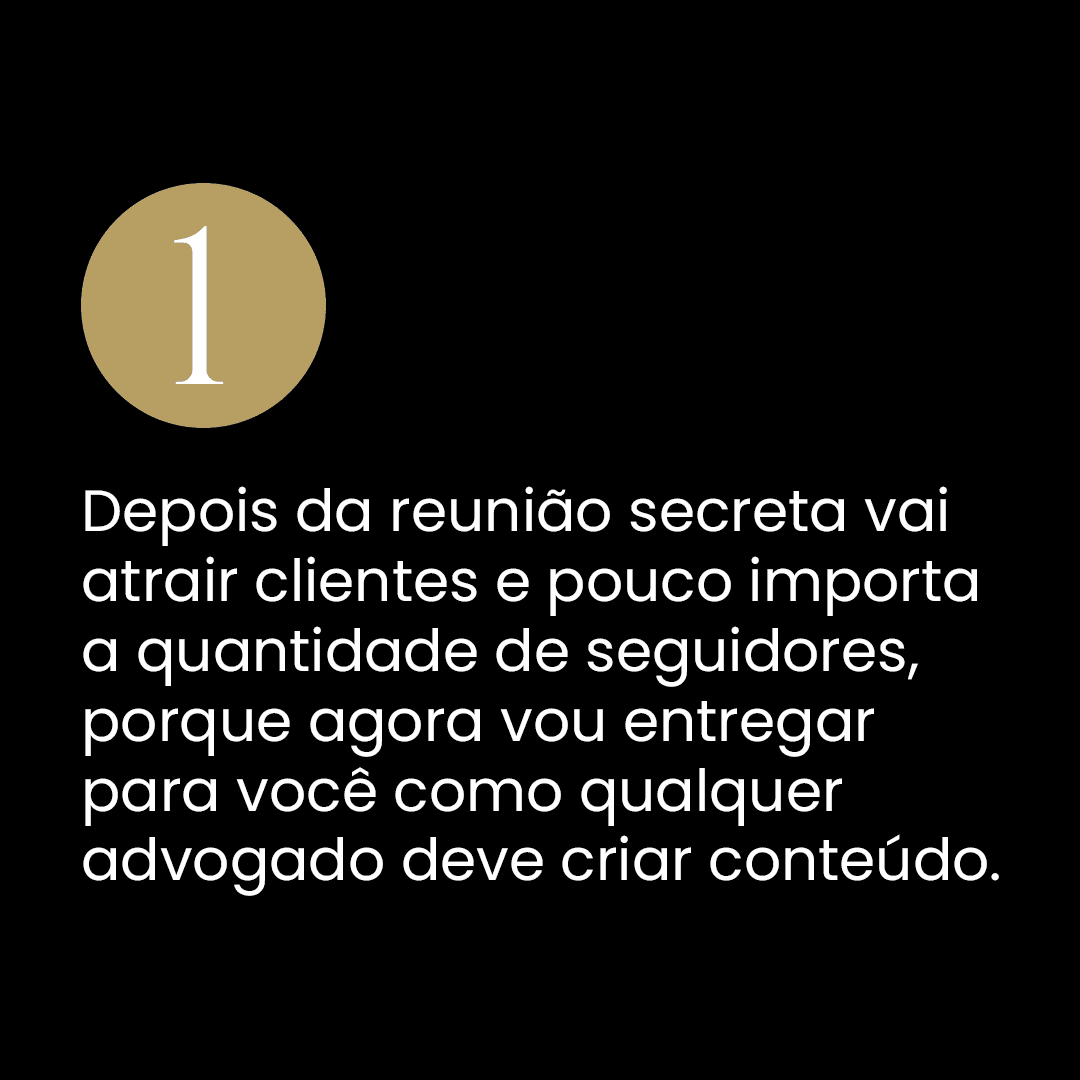 1
Depois da reunião secreta vai
atrair clientes e pouco importa
a quantidade de seguidores,
porque agora vou entregar
para você como qualquer
advogado deve criar conteúdo.